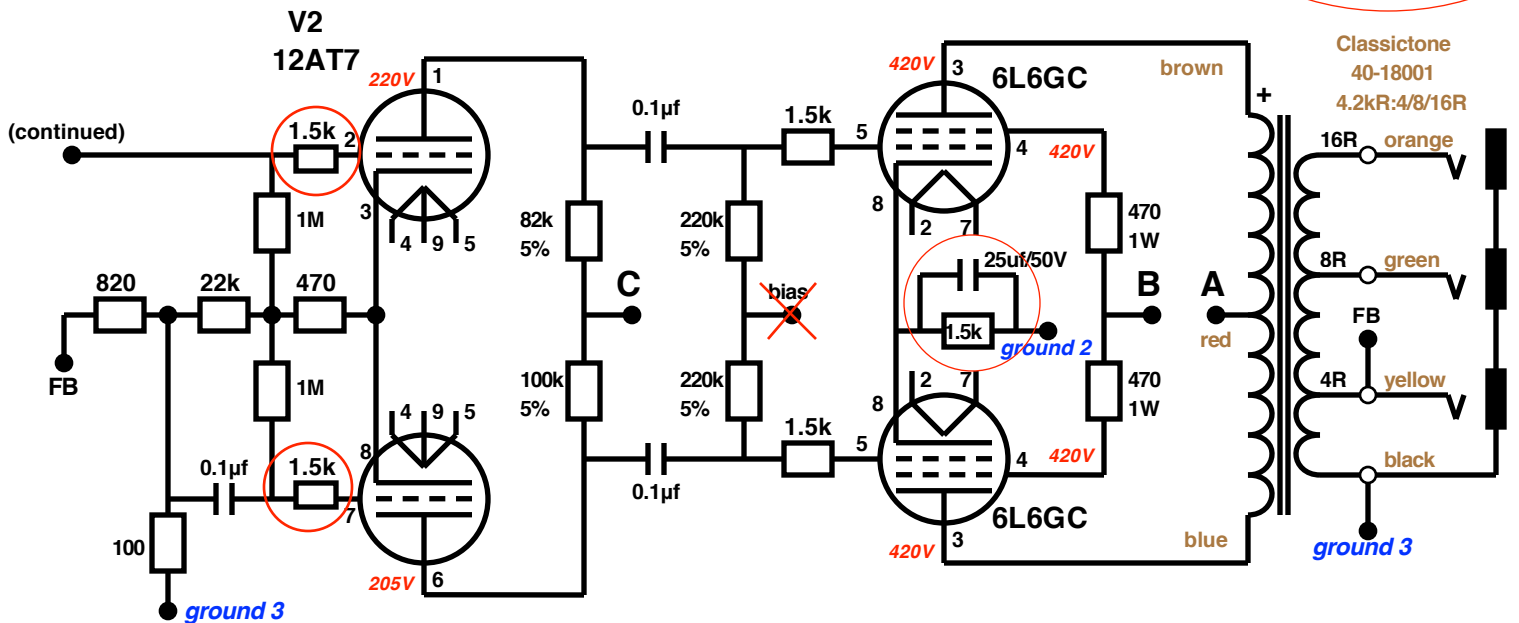 V2
12AT7
Classictone
40-18001
4.2kR:4/8/16R
220V
1
420V
3
6L6GC
brown
+
(continued)
1.5k
2
0.1µf
1.5k
5
4
420V
16R
orange
1M
3
4
9
5
82k
5%
220k
5%
8
2
7
470
1W
25uf/50V
8R
green
820
22k
470
C
bias
B
A
1.5k
ground 2
red
FB
FB
1M
100k
5%
220k
5%
2
7
470
1W
4R
yellow
4
9
5
8
1.5k
5
8
4
420V
black
0.1µf
1.5k
7
0.1µf
100
6L6GC
420V
3
blue
ground 3
205V
6
ground 3